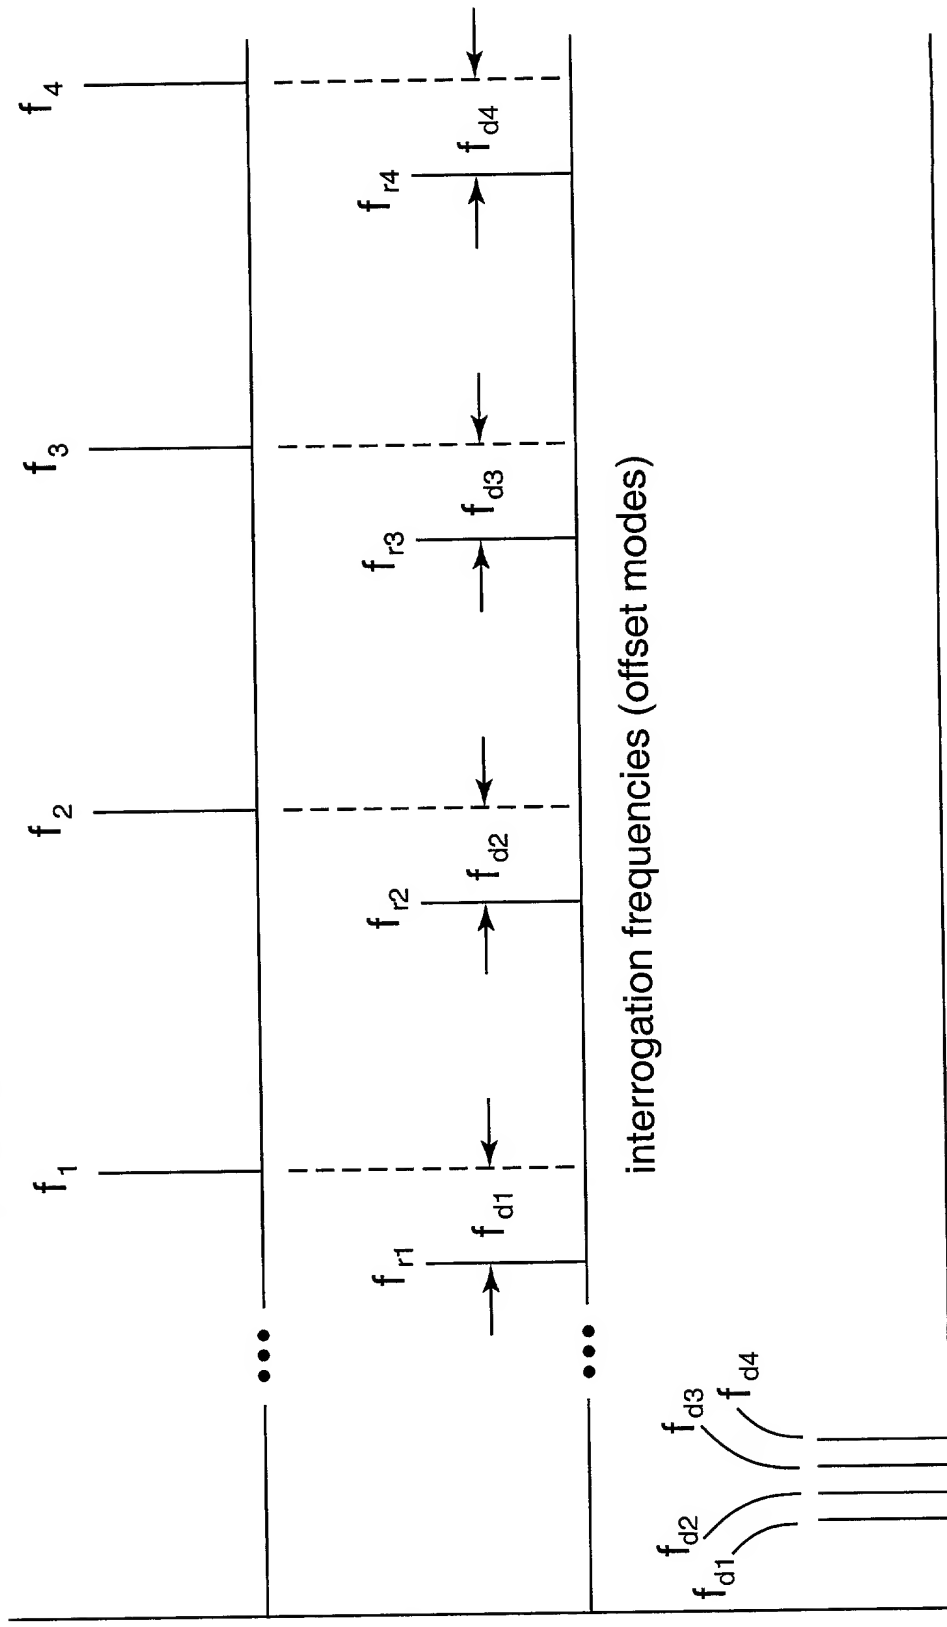 f1 f2 f3 f4
fr1 fr2 fr3 fr4
fd1 fd2 fd3 fd4
interrogation frequencies (offset modes)
fd2 fd3
fd1 fd4